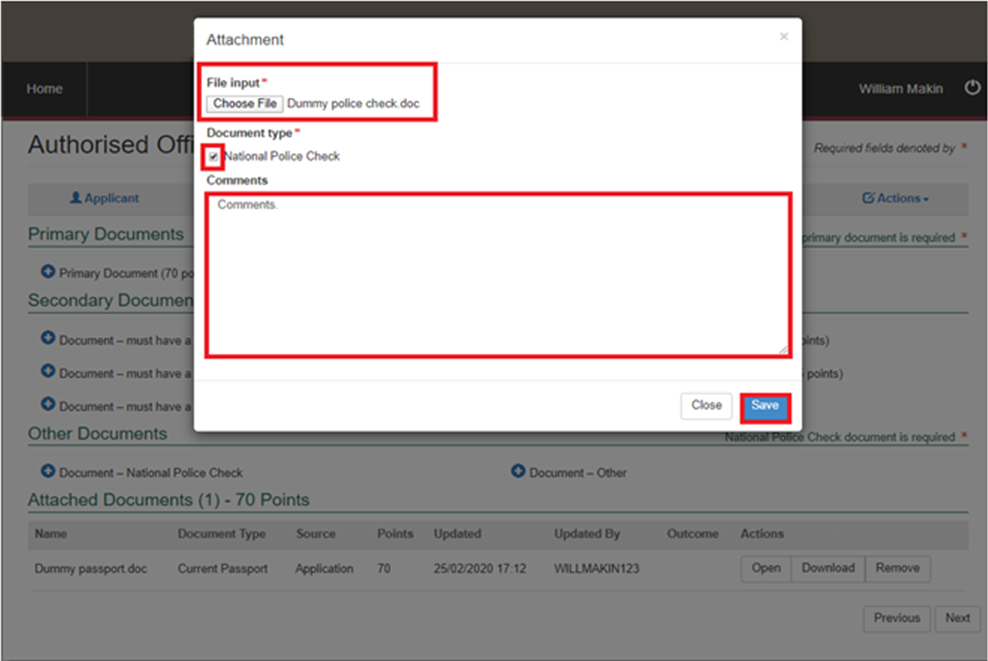 Attachment ×
File input *
Choose File Dummy police check.doc
Document type *
National Police Check
Comments
Comments.
Close Save
Home William Makin
Authorised Offi Required fields denoted by *
Applicant Actions
Primary Documents primary document is required *
Primary Document (70 po
Secondary Documen
Document – must have a points)
Document – must have a points)
Document – must have a
Other Documents National Police Check document is required *
Document – National Police Check Document – Other
Attached Documents (1) - 70 Points
Name Document Type Source Points Updated Updated By Outcome Actions
Dummy passport.doc Current Passport Application 70 25/02/2020 17:12 WILLMAKIN123 Open Download Remove
Previous Next